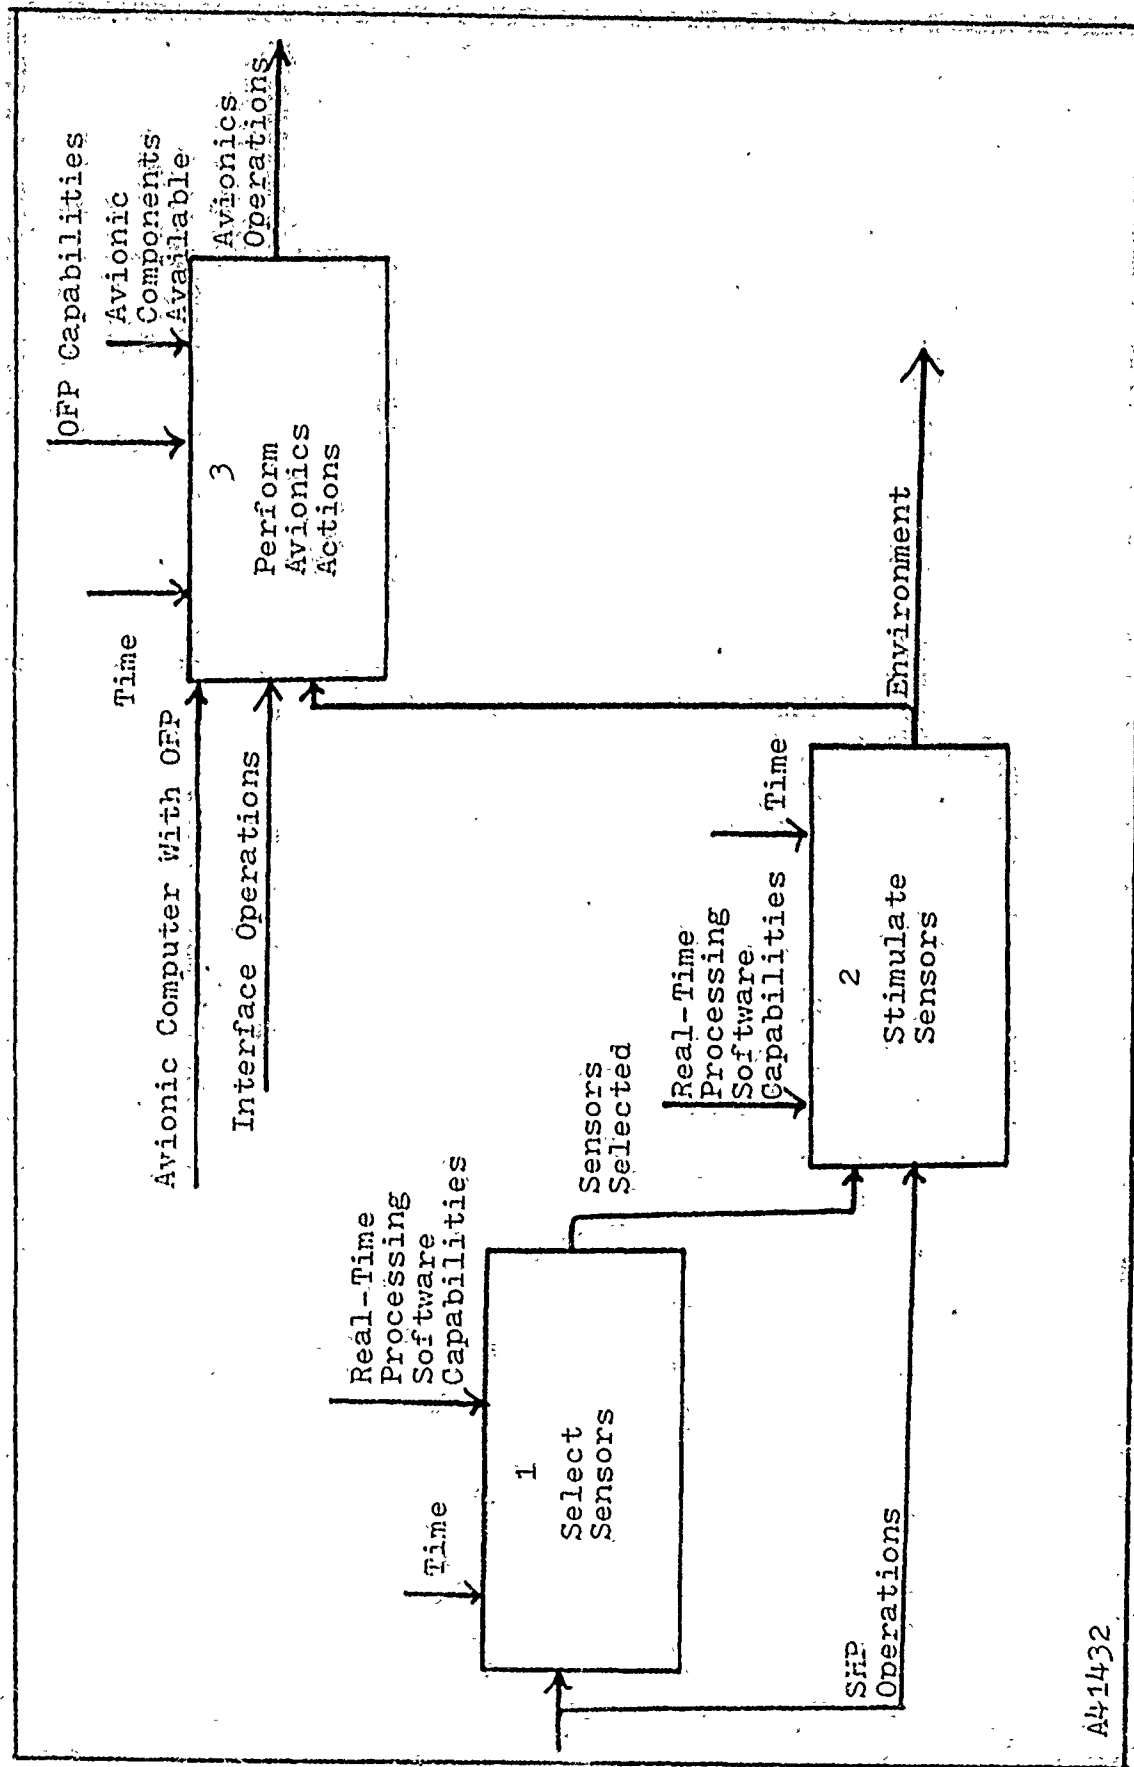 Time
OFP Capabilities
Avionic
Components
Available
Avionic Computer With OFP
Interface Operations
3
Perform
Avionics
Actions
Avionics
Operations
Real-Time
Processing
Software
Capabilities
Time
1
Select
Sensors
Sensors
Selected
Real-Time
Processing
Software
Capabilities
Time
2
Stimulate
Sensors
Environment
SHP
Operations
A41432